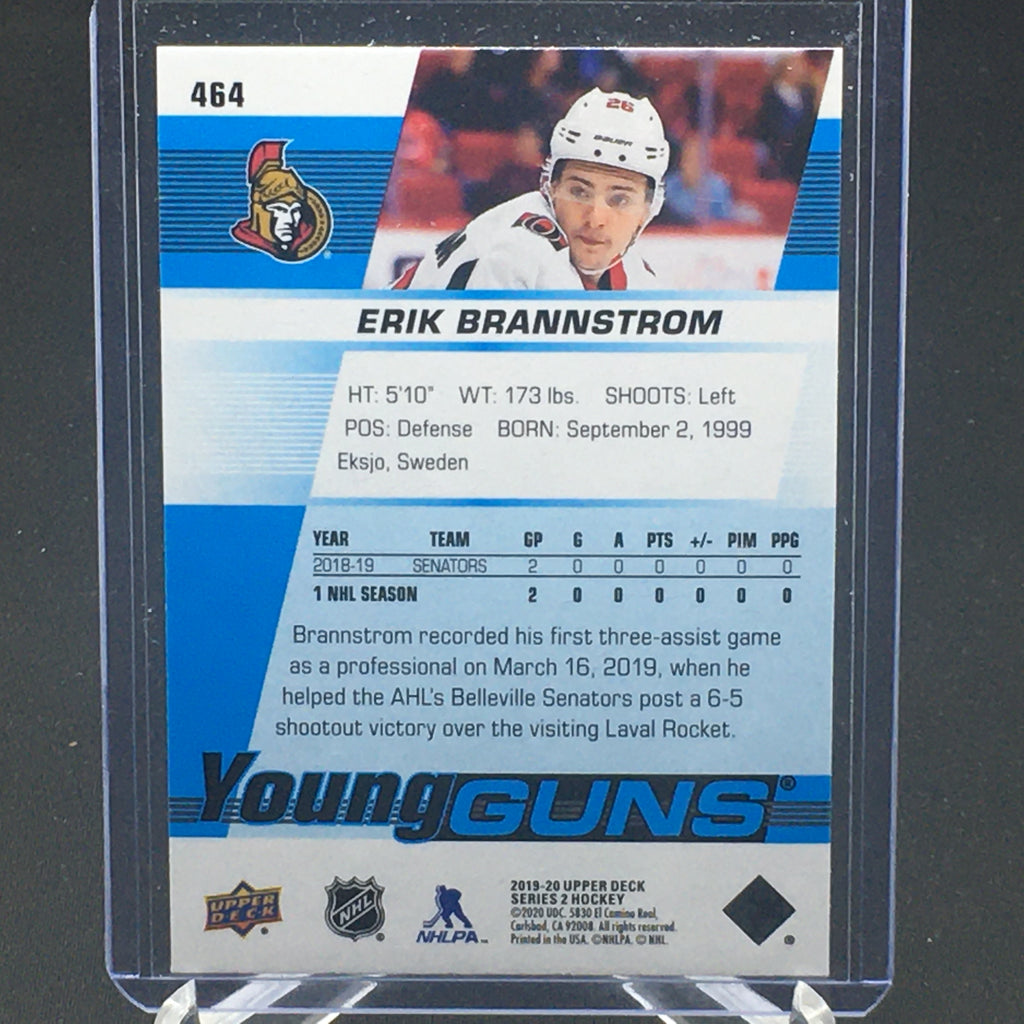 464
26
BAUER
ERIK BRANNSTROM
HT: 5'10" WT: 173 lbs. SHOOTS: Left
POS: Defense BORN: September 2, 1999
Eksjo, Sweden
YEAR TEAM GP G A PTS +/- PIM PPG
2018-19 SENATORS 2 0 0 0 0 0 0
1 NHL SEASON 2 0 0 0 0 0 0
Brannstrom recorded his first three-assist game
as a professional on March 16, 2019, when he
helped the AHL's Belleville Senators post a 6-5
shootout victory over the visiting Laval Rocket.
Young GUNS®
UPPER DECK
NHL
NHLPA
2019-20 UPPER DECK
SERIES 2 HOCKEY
©2020 UDC. 5830 El Camino Real,
Carlsbad, CA 92008. All rights reserved.
Printed in the USA. ©NHLPA. © NHL.